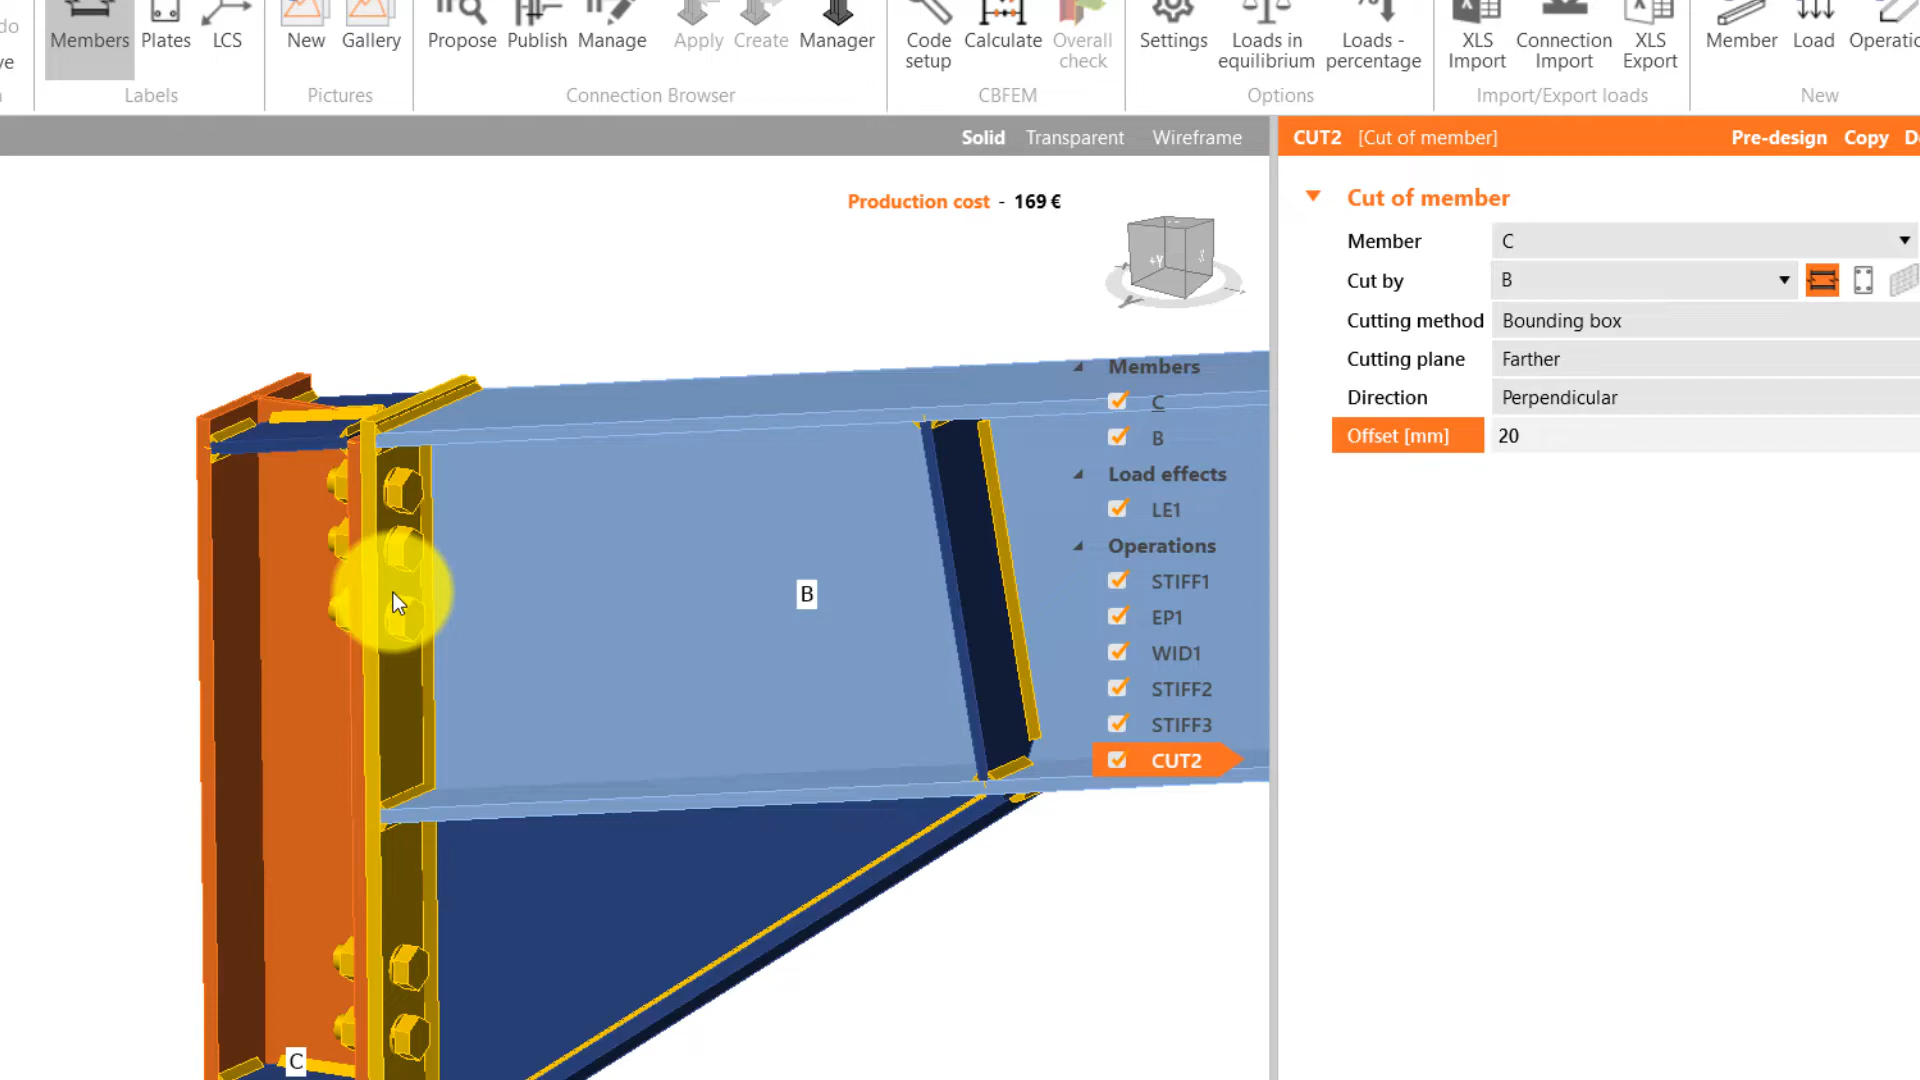 Members Plates LCS New Gallery Propose Publish Manage Apply Create Manager Code setup Calculate Overall check Settings Loads in equilibrium Loads - percentage XLS Import Connection Import XLS Export Member Load
Labels Pictures Connection Browser CBFEM Options Import/Export loads New
Solid Transparent Wireframe
CUT2 [Cut of member] Pre-design Copy
Production cost - 169 €
Cut of member
Member C
Cut by B
Cutting method Bounding box
Cutting plane Farther
Direction Perpendicular
Offset [mm] 20
+Y
Members
C
B
Load effects
LE1
Operations
STIFF1
EP1
WID1
STIFF2
STIFF3
CUT2
B
C